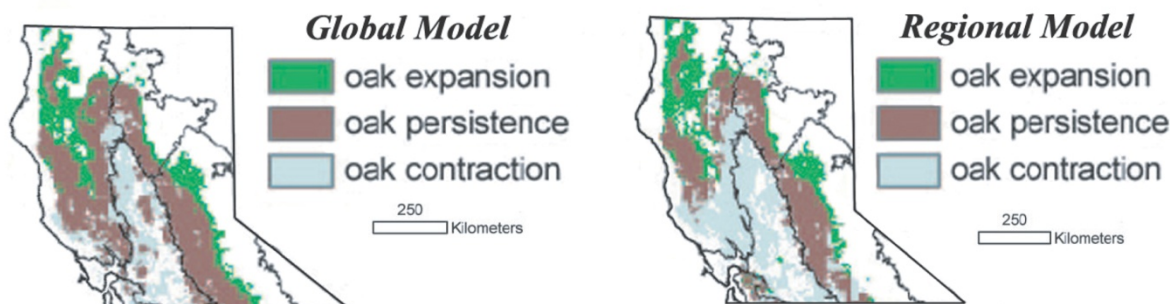 Global Model
oak expansion
oak persistence
oak contraction
250
Kilometers
Regional Model
oak expansion
oak persistence
oak contraction
250
Kilometers